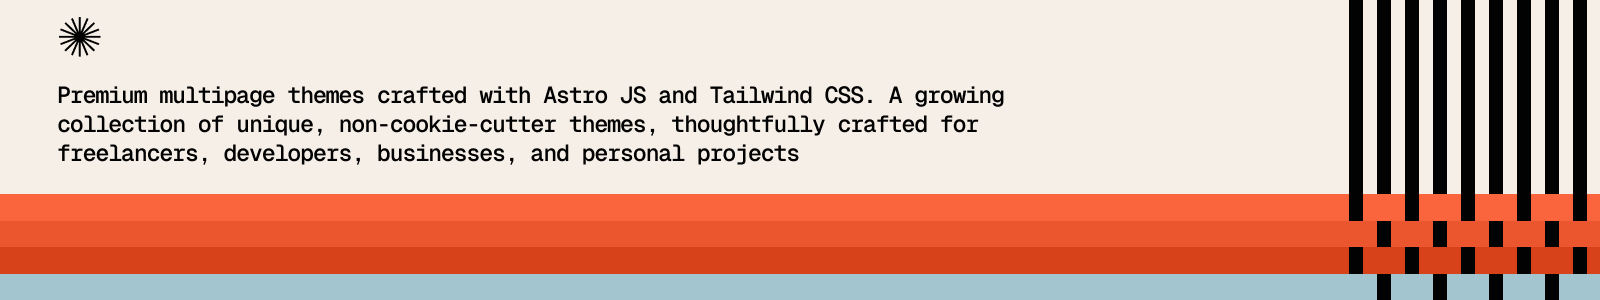 Premium multipage themes crafted with Astro JS and Tailwind CSS. A growing
collection of unique, non-cookie-cutter themes, thoughtfully crafted for
freelancers, developers, businesses, and personal projects